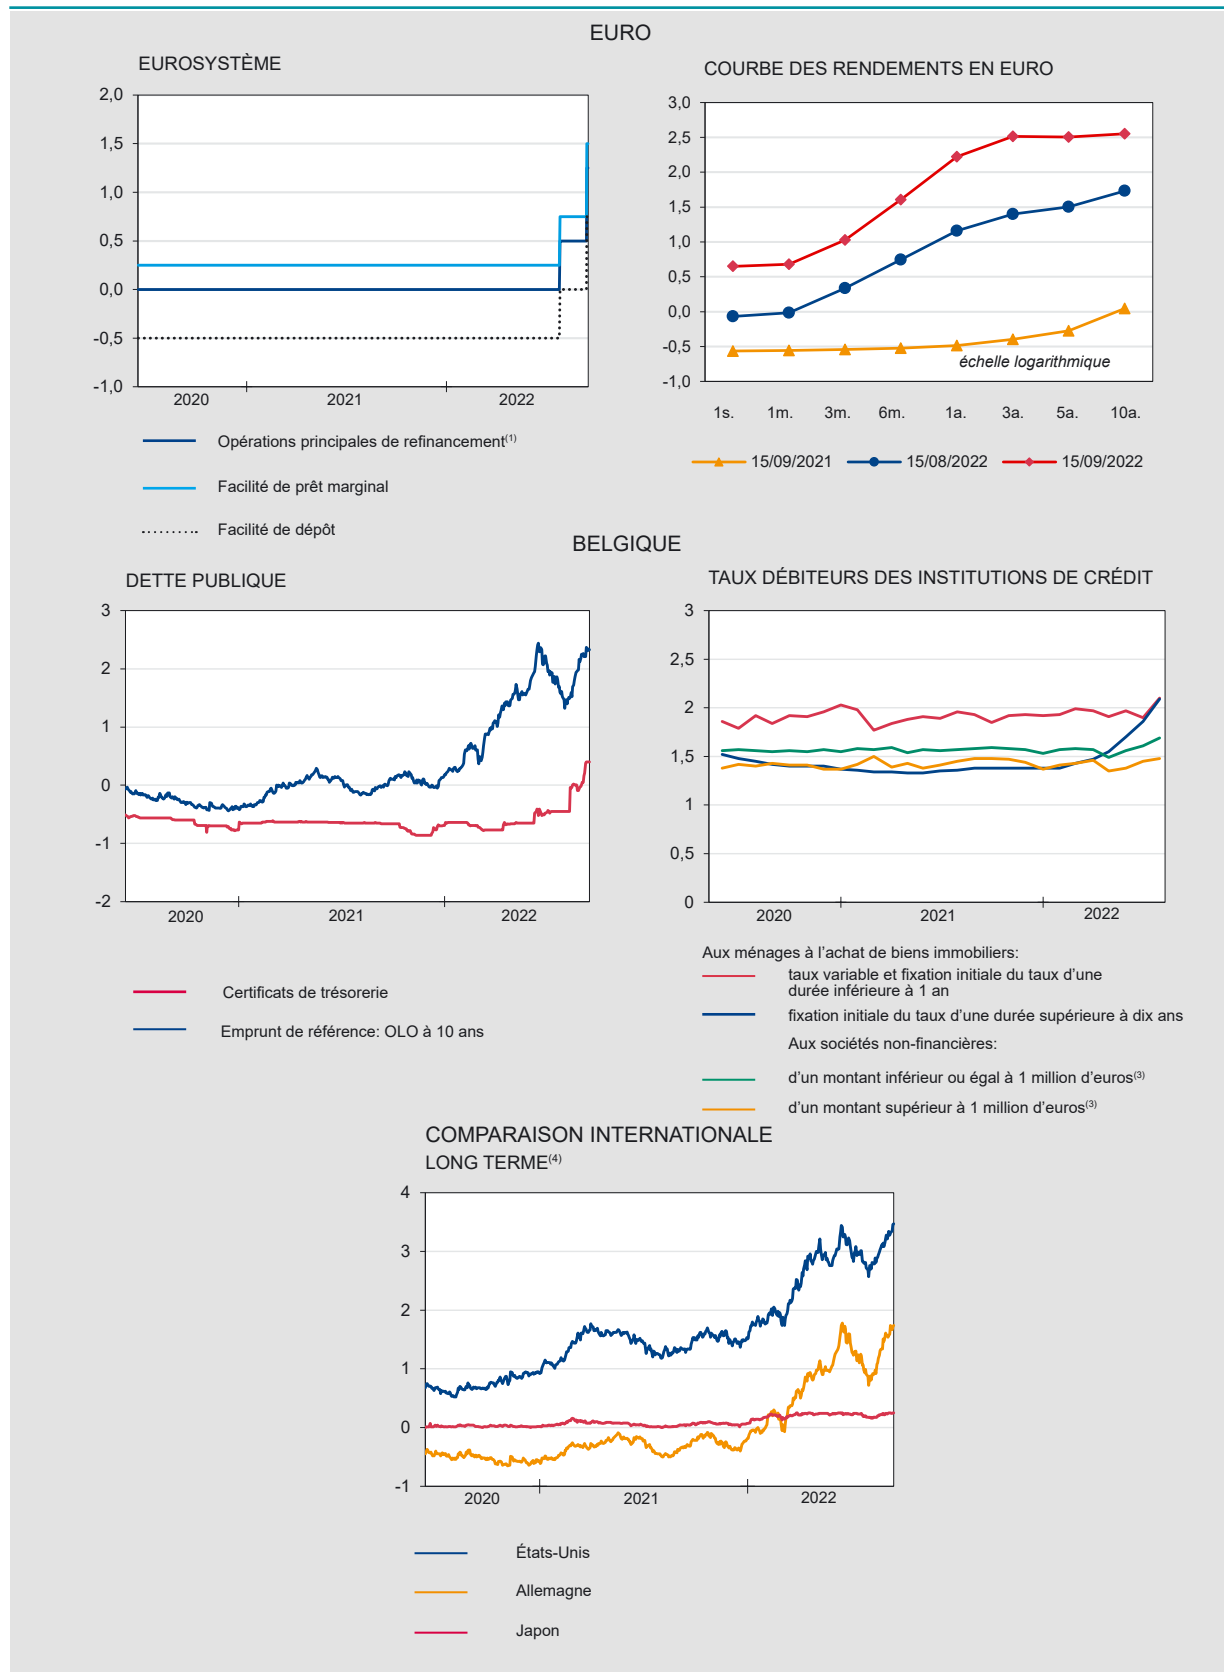 EURO
EUROSYSTÈME
2,0
1,5
1,0
0,5
0,0
-0,5
-1,0
2020
2021
2022
Opérations principales de refinancement(1)
Facilité de prêt marginal
Facilité de dépôt
COURBE DES RENDEMENTS EN EURO
3,0
2,5
2,0
1,5
1,0
0,5
0,0
-0,5
-1,0
échelle logarithmique
1s. 1m. 3m. 6m. 1a. 3a. 5a. 10a.
15/09/2021 15/08/2022 15/09/2022
BELGIQUE
DETTE PUBLIQUE
3
2
1
0
-1
-2
2020
2021
2022
Certificats de trésorerie
Emprunt de référence: OLO à 10 ans
TAUX DÉBITEURS DES INSTITUTIONS DE CRÉDIT
3
2,5
2
1,5
1
0,5
0
2020
2021
2022
Aux ménages à l’achat de biens immobiliers:
taux variable et fixation initiale du taux d’une
durée inférieure à 1 an
fixation initiale du taux d’une durée supérieure à dix ans
Aux sociétés non-financières:
d’un montant inférieur ou égal à 1 million d’euros(3)
d’un montant supérieur à 1 million d’euros(3)
COMPARAISON INTERNATIONALE
LONG TERME(4)
4
3
2
1
0
-1
2020
2021
2022
États-Unis
Allemagne
Japon